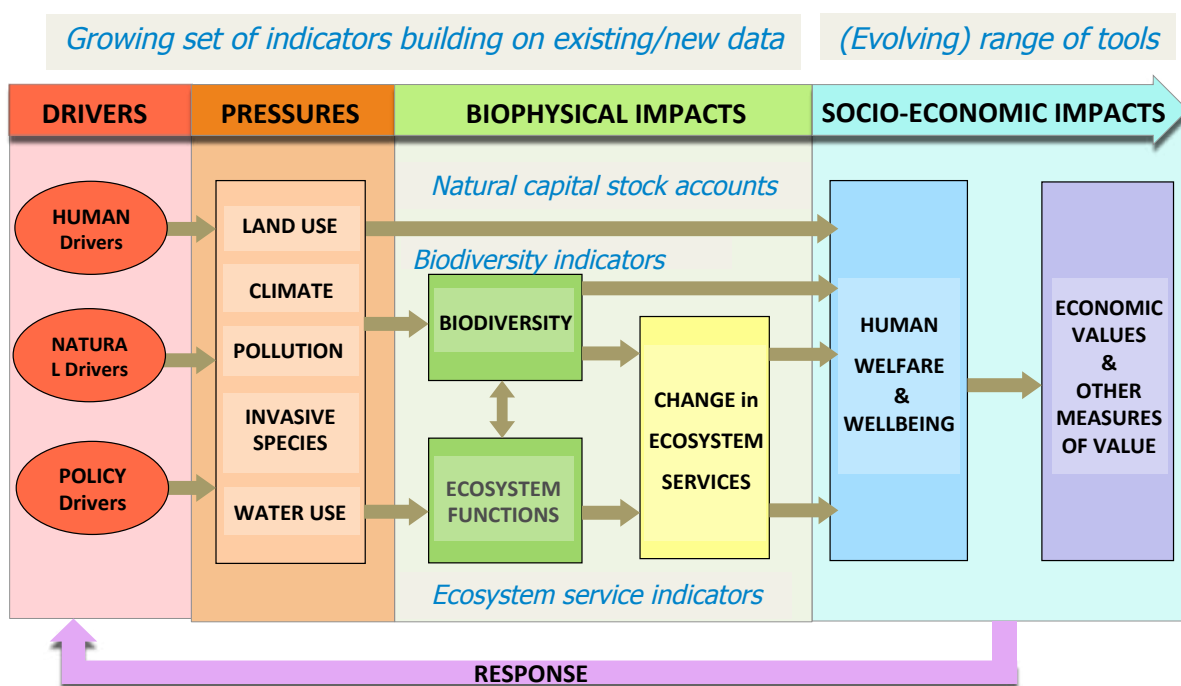 Growing set of indicators building on existing/new data
(Evolving) range of tools
DRIVERS
PRESSURES
BIOPHYSICAL IMPACTS
SOCIO-ECONOMIC IMPACTS
HUMAN
Drivers
NATURA
L Drivers
POLICY
Drivers
LAND USE
CLIMATE
POLLUTION
INVASIVE
SPECIES
WATER USE
Natural capital stock accounts
Biodiversity indicators
BIODIVERSITY
ECOSYSTEM
FUNCTIONS
CHANGE in
ECOSYSTEM
SERVICES
Ecosystem service indicators
HUMAN
WELFARE
&
WELLBEING
ECONOMIC
VALUES
&
OTHER
MEASURES
OF VALUE
RESPONSE